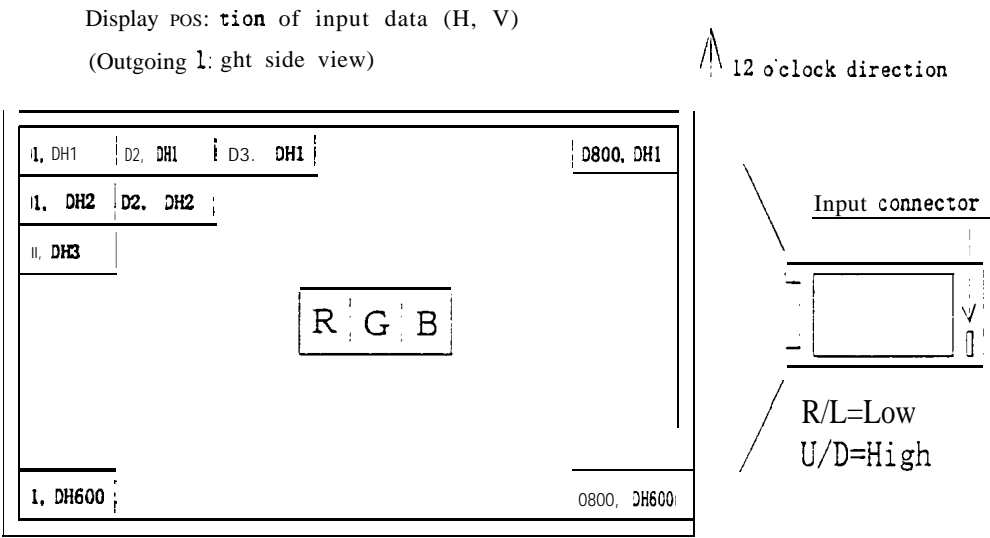 Display POS: tion of input data (H, V)
(Outgoing l: ght side view)
12 o'clock direction
1, DH1 D2, DH1 D3. DH1 D800, DH1
1. DH2 D2. DH2
DH3
Input connector
R G B
R/L=Low
U/D=High
1, DH600 0800, DH600